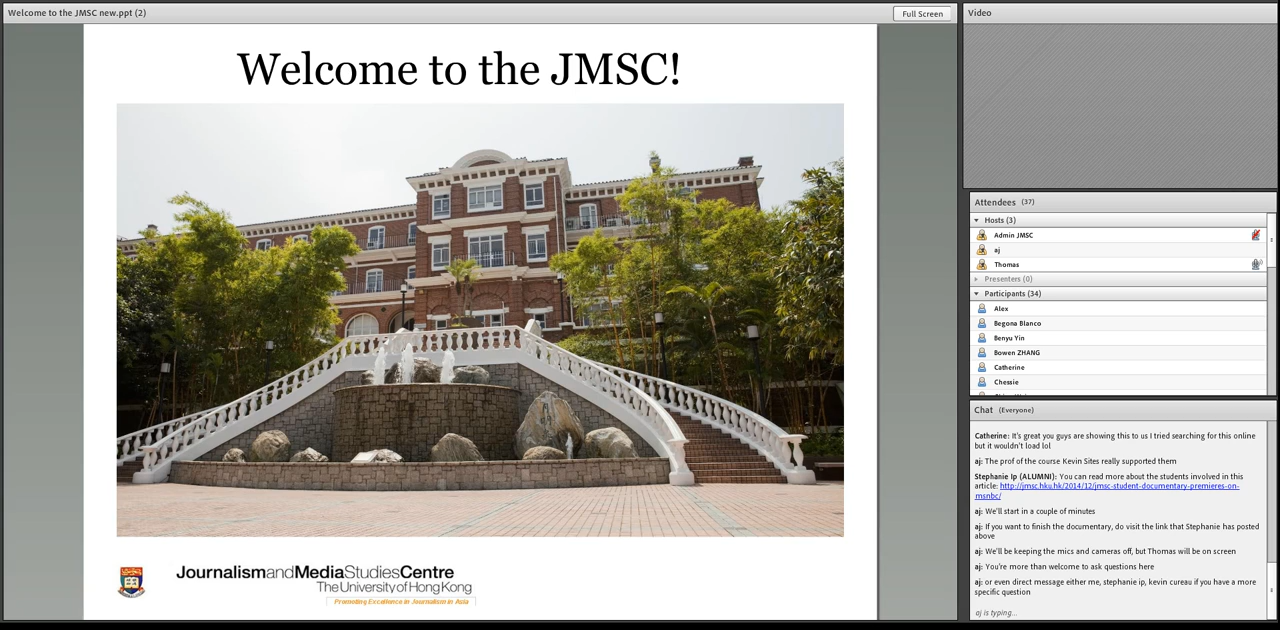 Welcome to the JMSC new.ppt (2)
Full Screen
Welcome to the JMSC!
JournalismandMediaStudiesCentre
The University of Hong Kong
Promoting Excellence in Journalism in Asia
Video
Attendees (37)
Hosts (3)
Admin JMSC
aj
Thomas
Presenters (0)
Participants (34)
Alex
Begona Blanco
Benyu Yin
Bowen ZHANG
Catherine
Chessie
Chat (Everyone)
Catherine: It's great you guys are showing this to us I tried searching for this online
but it wouldn't load lol
aj: The prof of the course Kevin Sites really supported them
Stephanie Ip (ALUMNI): You can read more about the students involved in this
article: http://jmsc.hku.hk/2014/12/jmsc-student-documentary-premieres-on-
msnbc/
aj: We'll start in a couple of minutes
aj: If you want to finish the documentary, do visit the link that Stephanie has posted
above
aj: We'll be keeping the mics and cameras off, but Thomas will be on screen
aj: You're more than welcome to ask questions here
aj: or even direct message either me, stephanie ip, kevin cureau if you have a more
specific question
aj is typing...